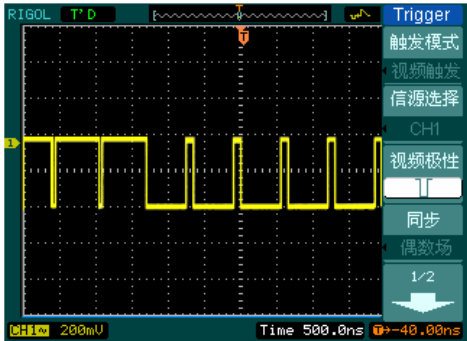 RIGOL T'D Trigger
T
触发模式
视频触发
信源选择
CH1
视频极性
同步
偶数场
1/2
1
CH1~ 200mV Time 500.0ns T→-40.00ns